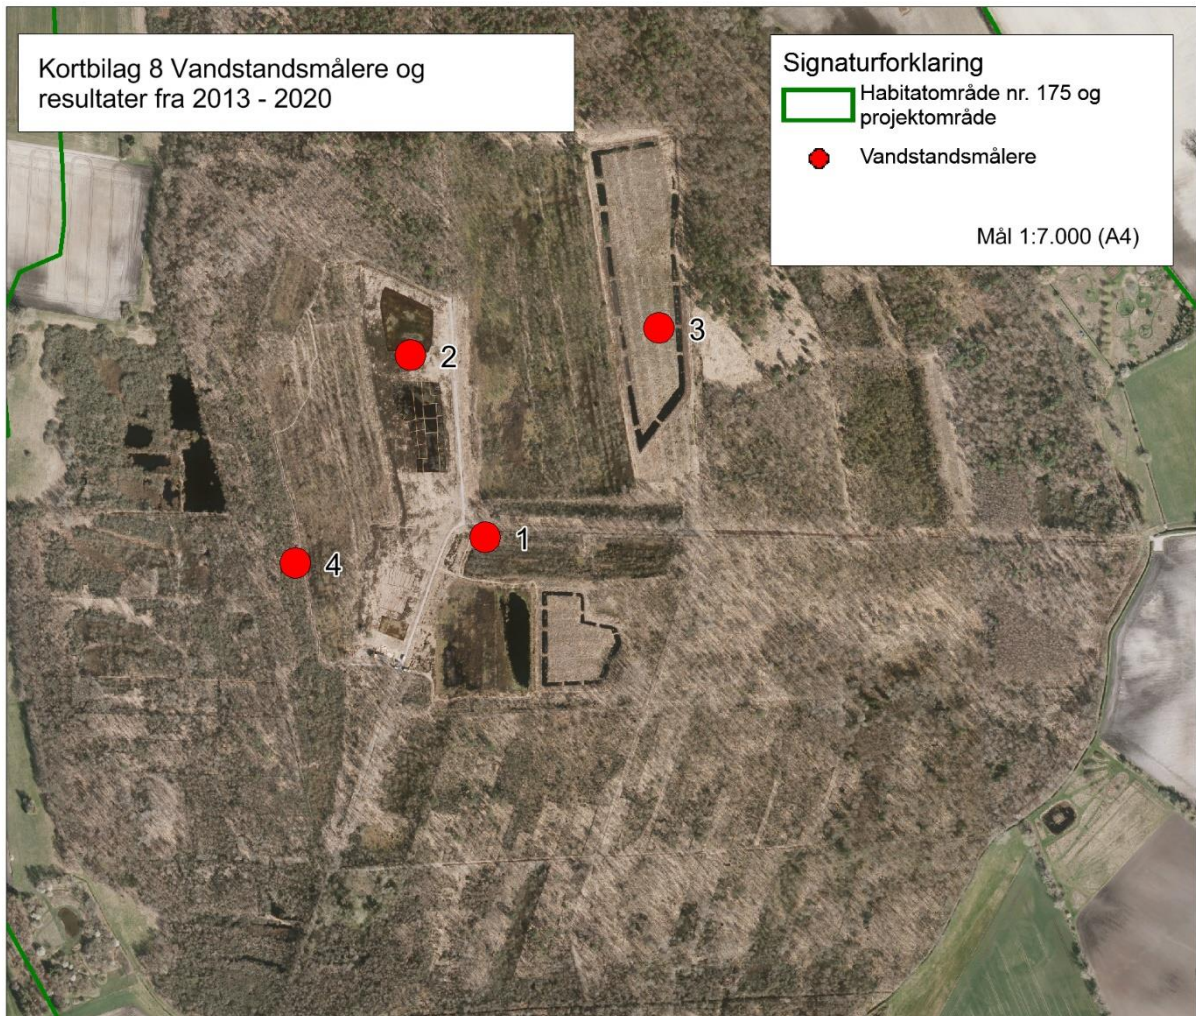 Kortbilag 8 Vandstandsmålere og
resultater fra 2013 - 2020
Signaturforklaring
Habitatområde nr. 175 og
projektområde
Vandstandsmålere
Mål 1:7.000 (A4)
3
2
1
4